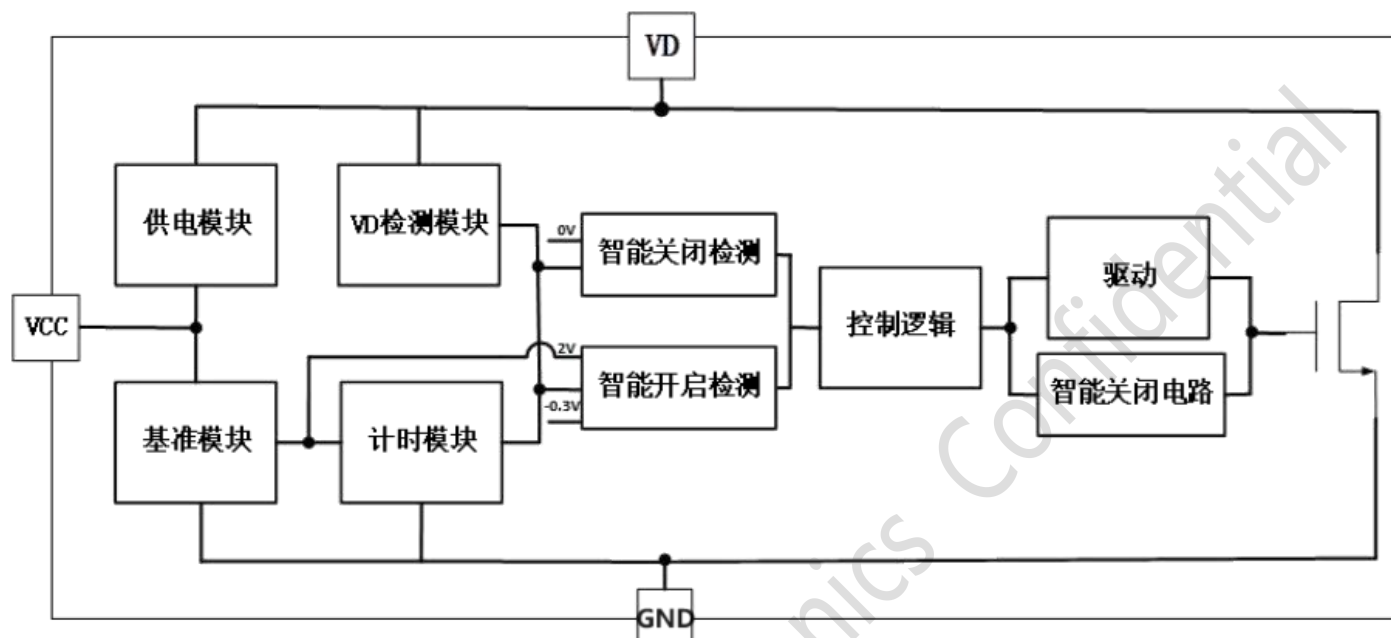 VD
供电模块
VD检测模块
0V
智能关闭检测
驱动
VCC
控制逻辑
2V
智能开启检测
-0.3V
智能关闭电路
基准模块
计时模块
GND
nics Confidential